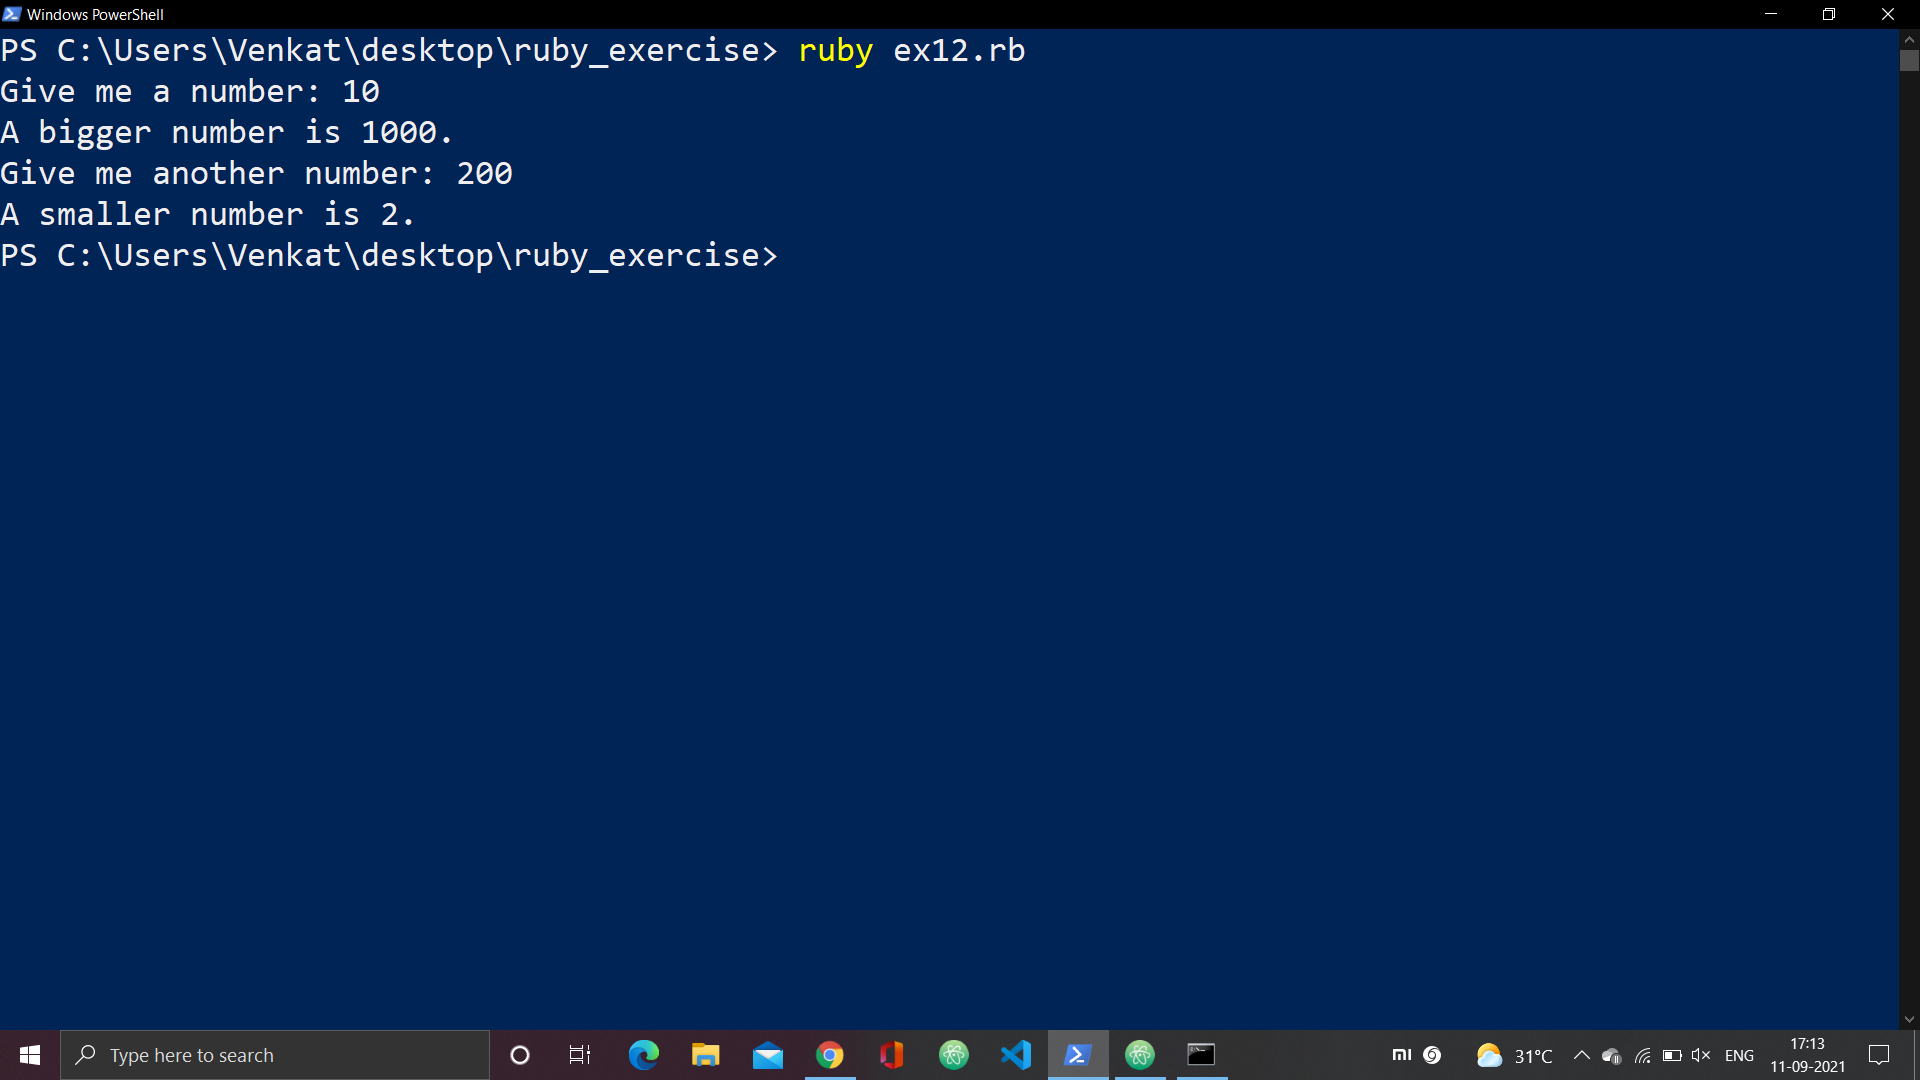 Windows PowerShell
PS C:\Users\Venkat\desktop\ruby_exercise> ruby ex12.rb
Give me a number: 10
A bigger number is 1000.
Give me another number: 200
A smaller number is 2.
PS C:\Users\Venkat\desktop\ruby_exercise>
Type here to search
31°C
ENG
17:13
11-09-2021